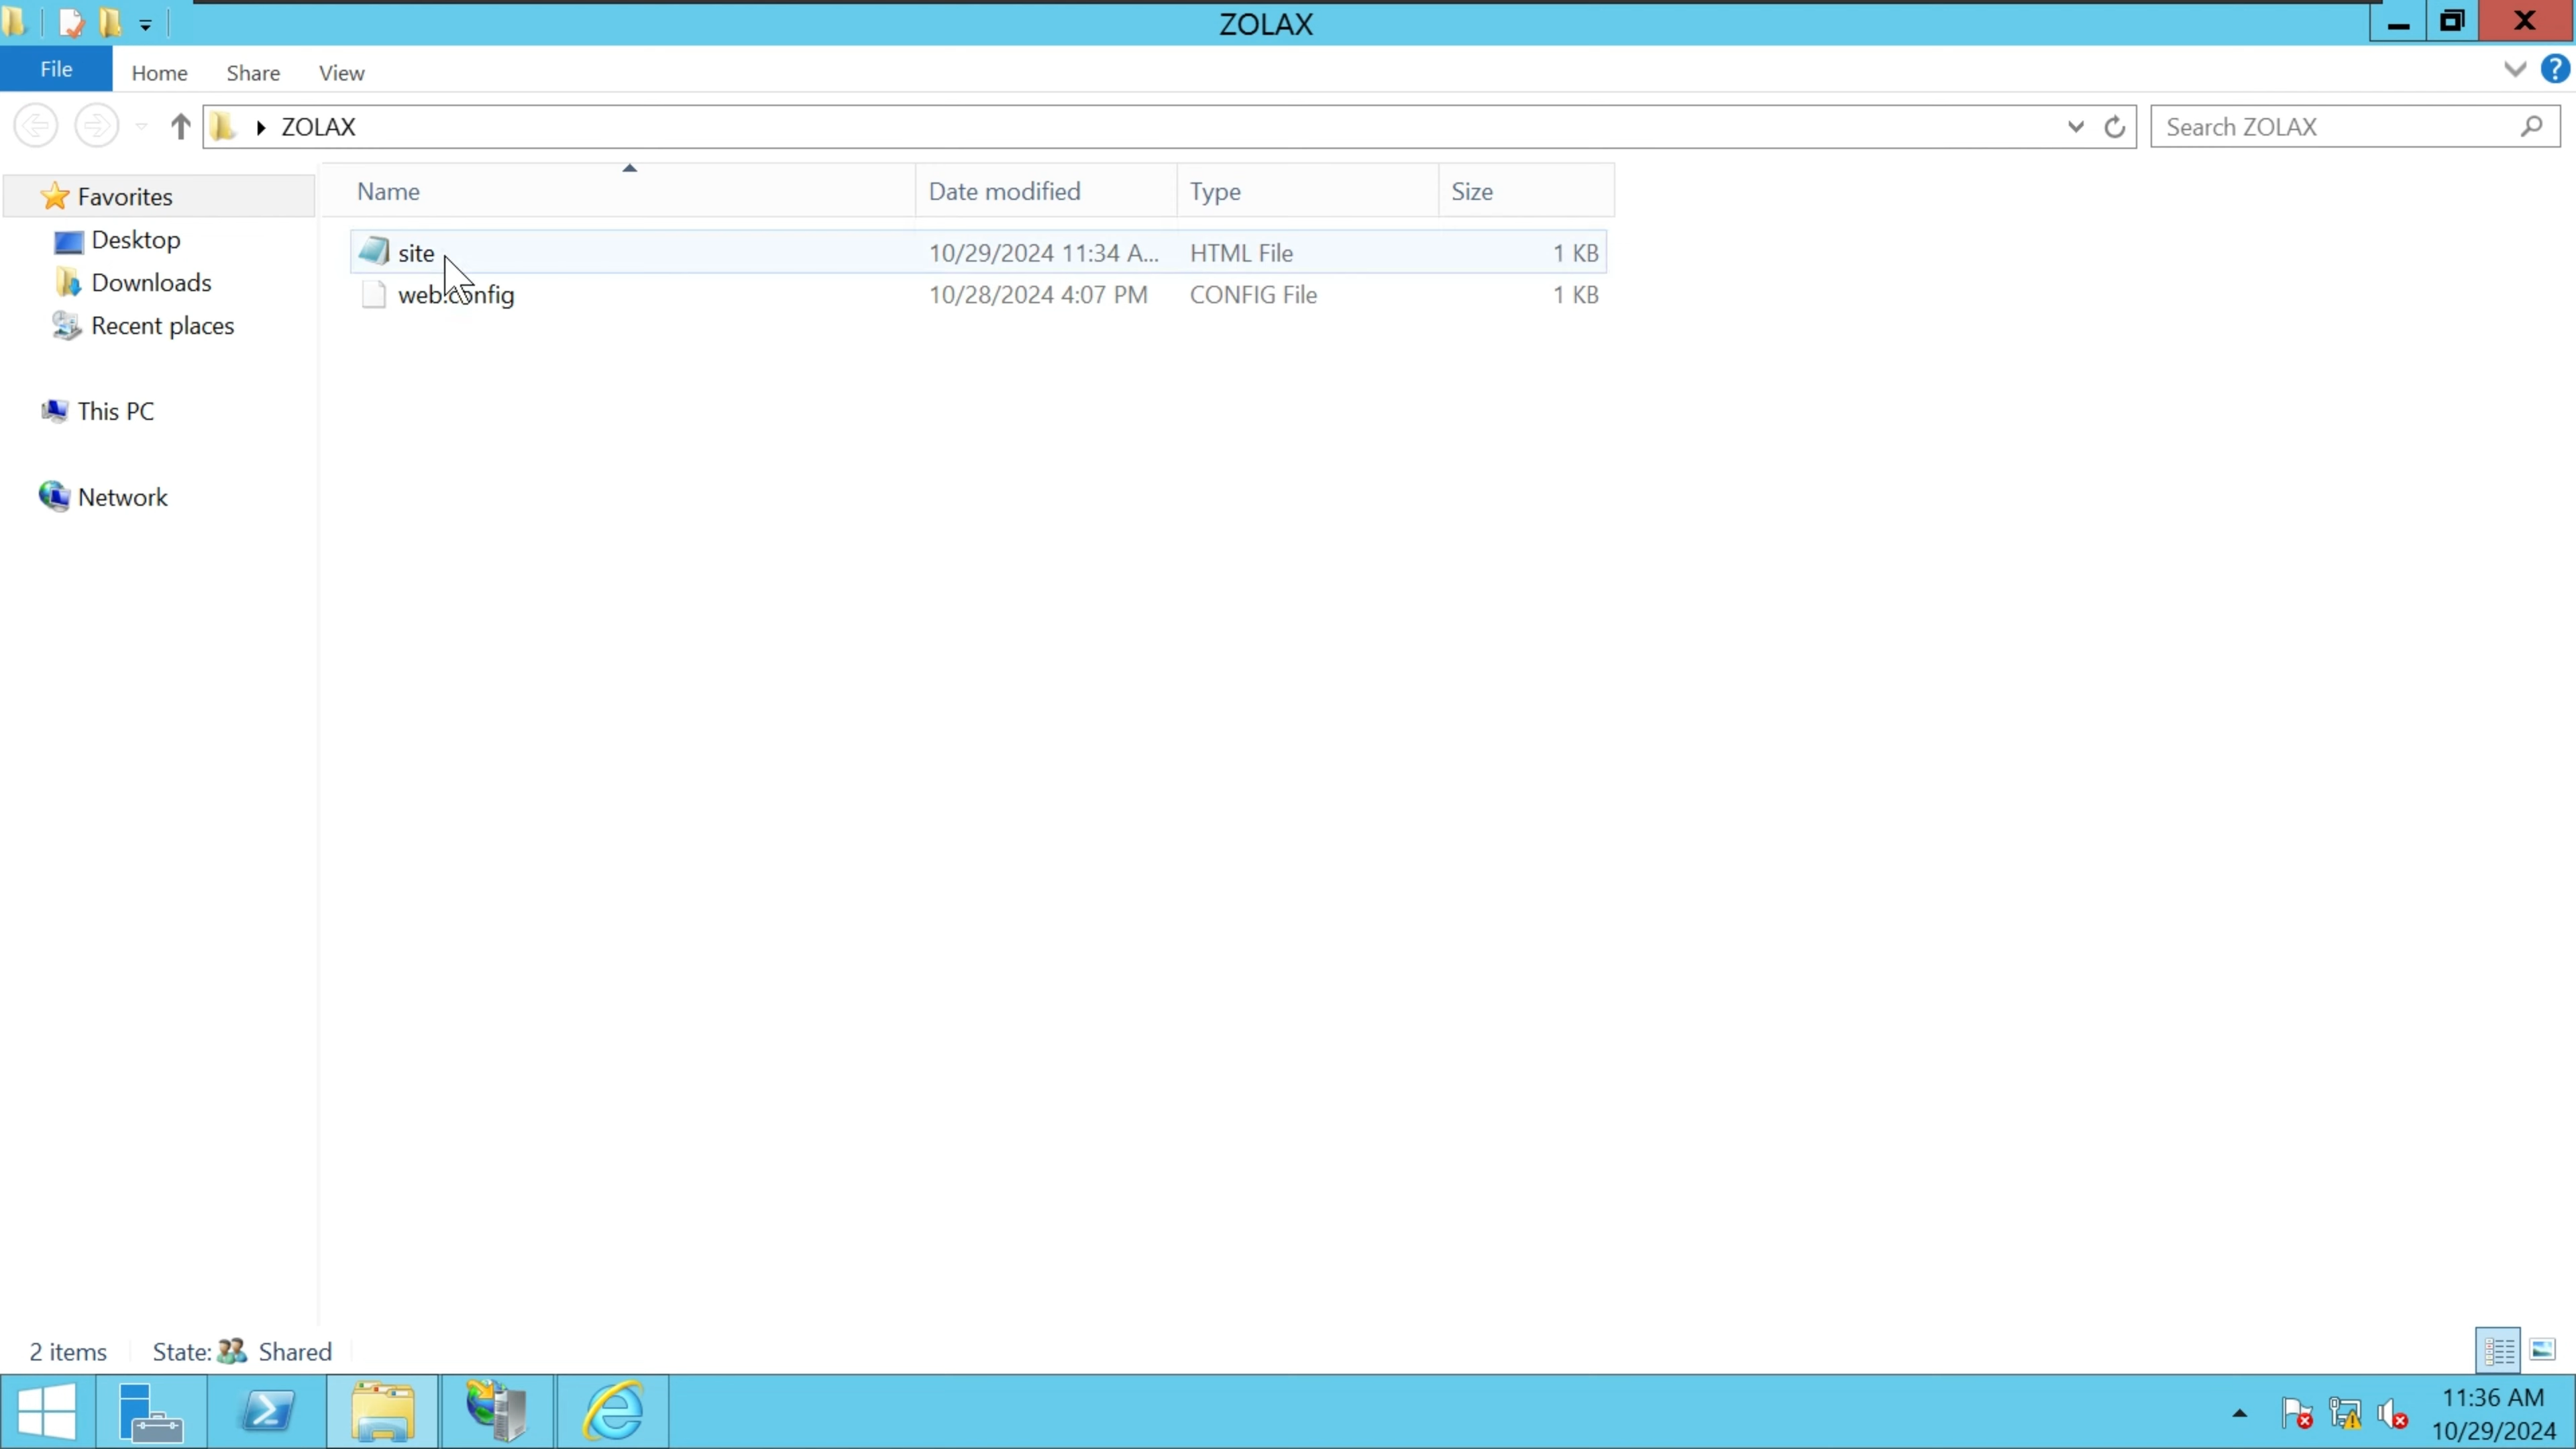 ZOLAX
File Home Share View
ZOLAX
Search ZOLAX
Name Date modified Type Size
Favorites
site 10/29/2024 11:34 A... HTML File 1 KB
Desktop
web.config 10/28/2024 4:07 PM CONFIG File 1 KB
Downloads
Recent places
This PC
Network
2 items State: Shared
11:36 AM
10/29/2024